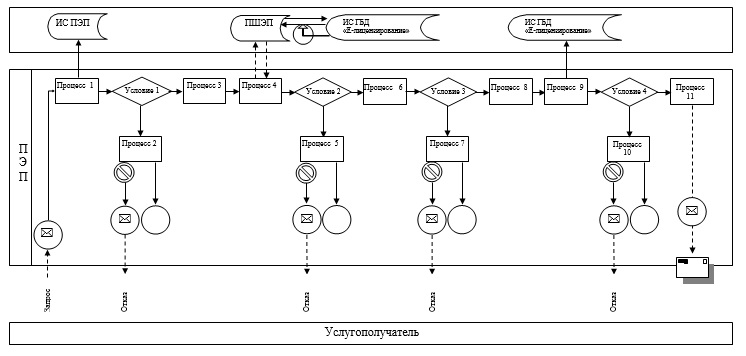 ИС ПЭП
ПШЭП
ИС ГБД
«Е-лицензирование»
ИС ГБД
«Е-лицензирование»
Процесс 1
Условие 1
Процесс 3
Процесс 4
Условие 2
Процесс 6
Условие 3
Процесс 8
Процесс 9
Условие 4
Процесс
11
Процесс 2
Процесс 5
Процесс 7
Процесс
10
П
Э
П
Запрос
Отказ
Отказ
Отказ
Отказ
Услугополучатель